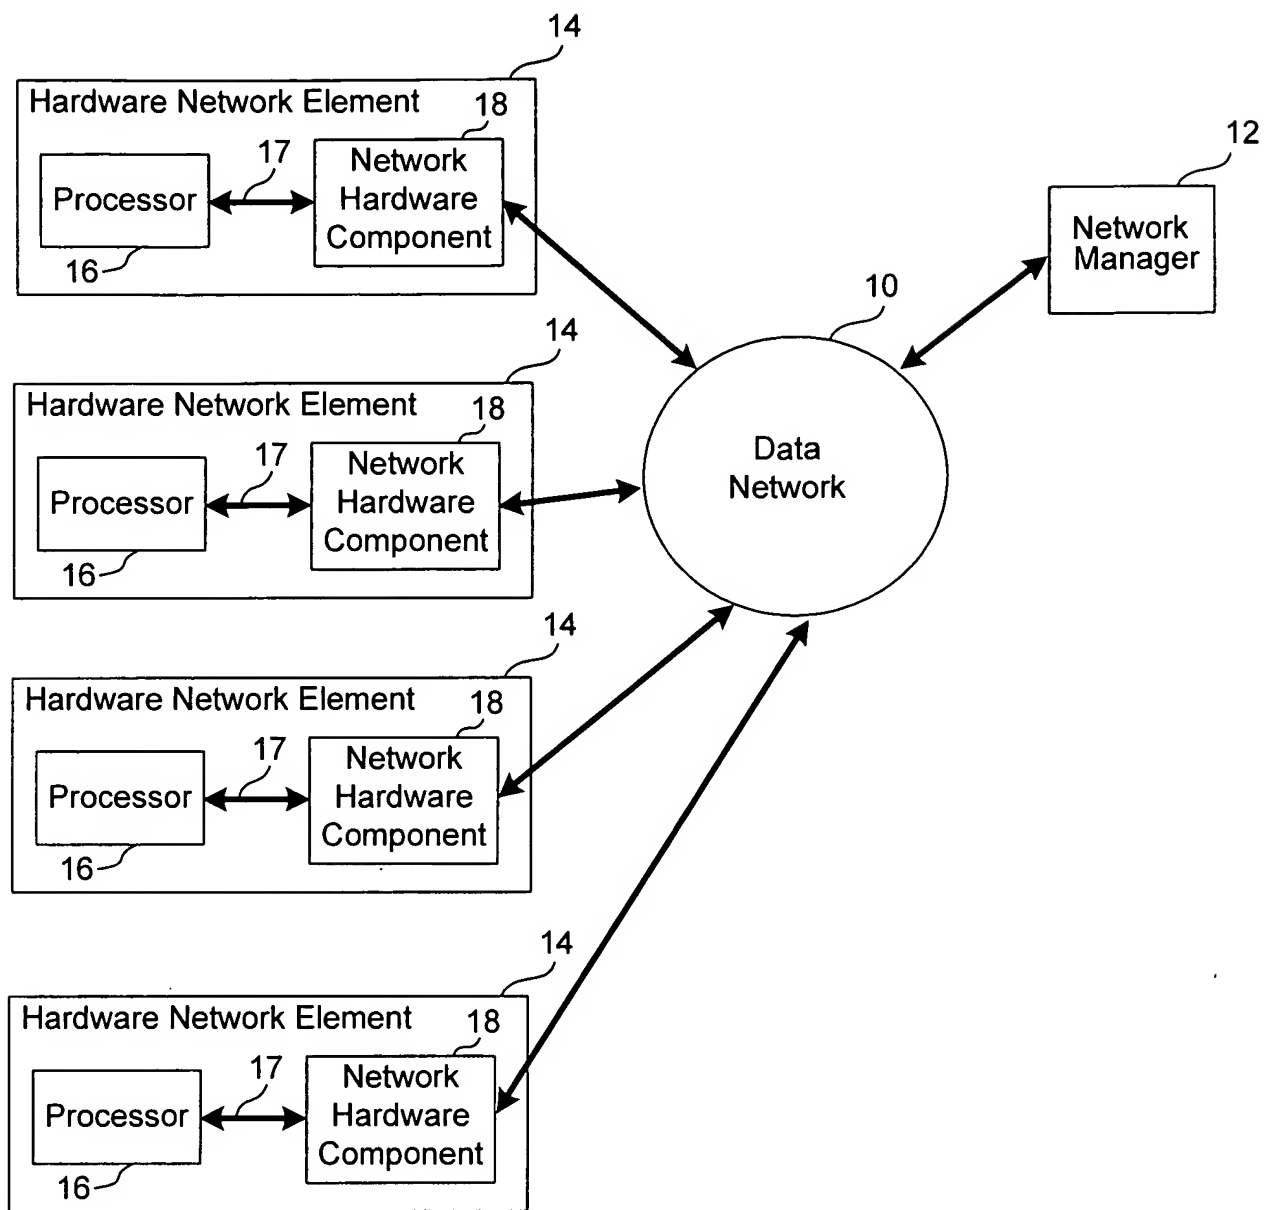 14
Hardware Network Element
18
17
Network
Hardware
Component
Processor
16
12
Network
Manager
10
Data
Network
14
Hardware Network Element
18
17
Network
Hardware
Component
Processor
16
14
Hardware Network Element
18
17
Network
Hardware
Component
Processor
16
14
Hardware Network Element
18
17
Network
Hardware
Component
Processor
16